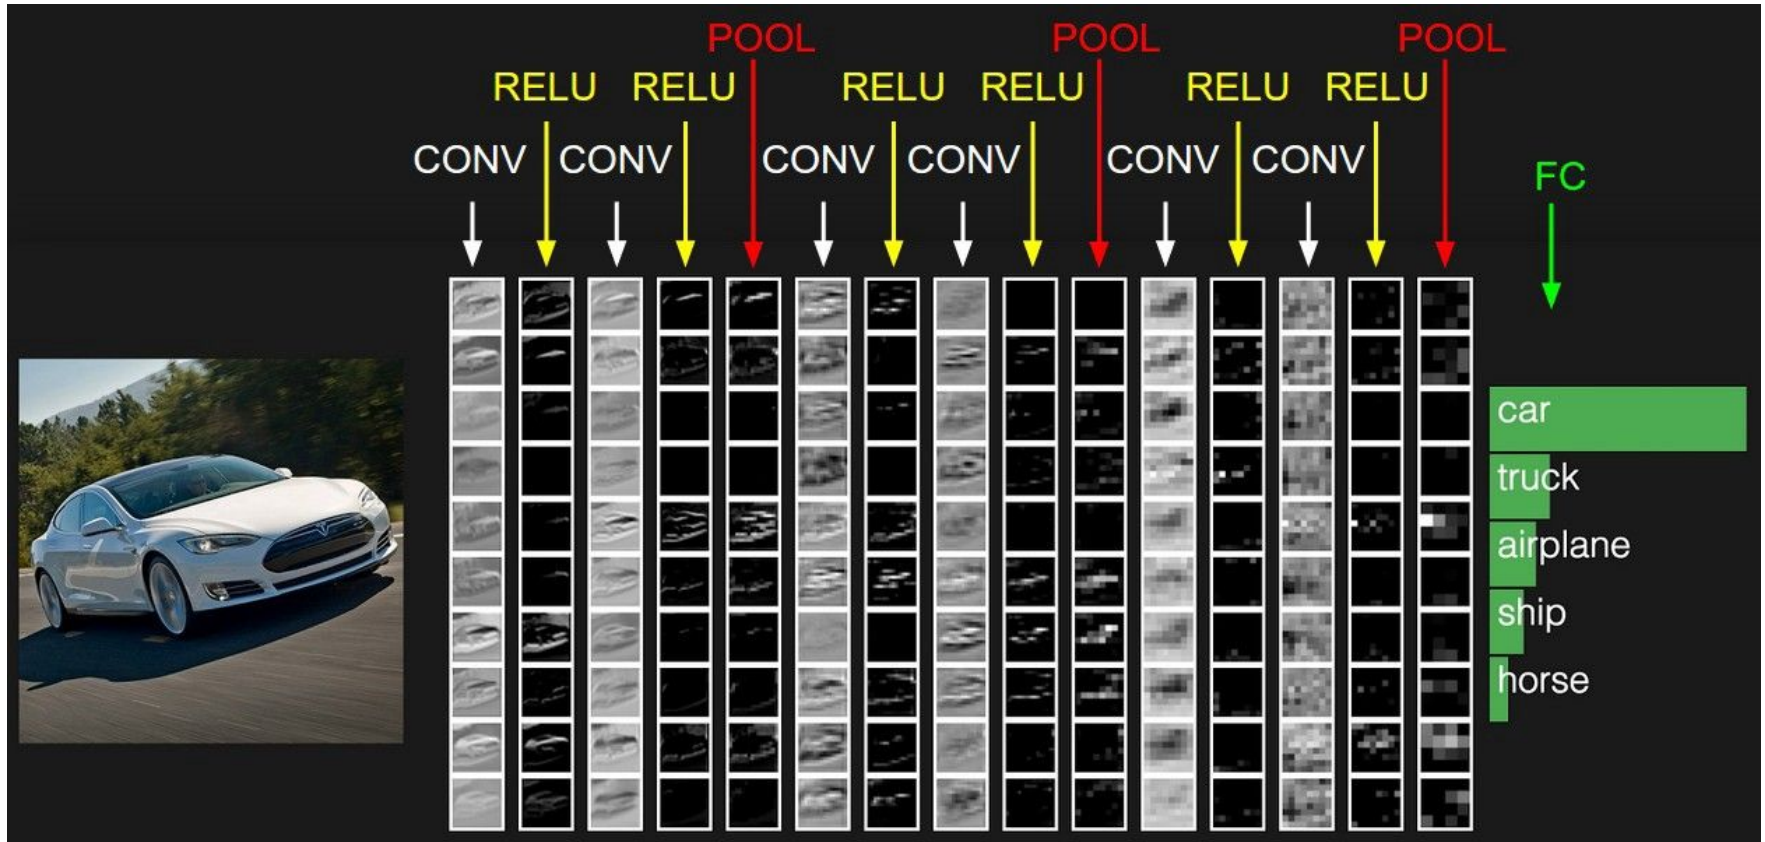 POOL POOL POOL
RELU RELU RELU RELU RELU RELU
CONV CONV CONV CONV CONV CONV
FC
car
truck
airplane
ship
horse